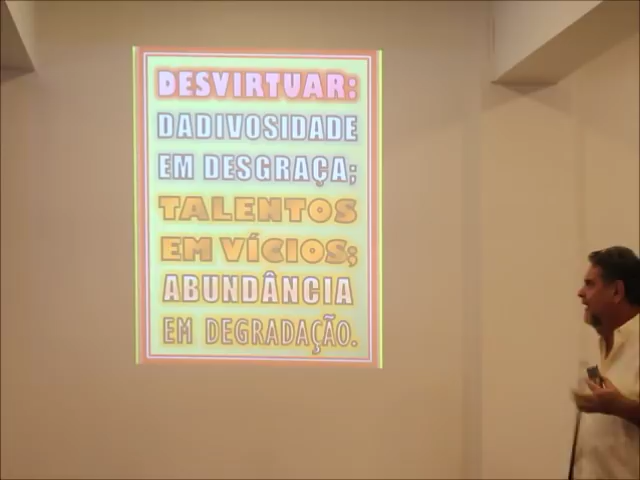 DESVIRTUAR:
DADIVOSIDADE
EM DESGRAÇA;
TALENTOS
EM VÍCIOS;
ABUNDÂNCIA
EM DEGRADAÇÃO.